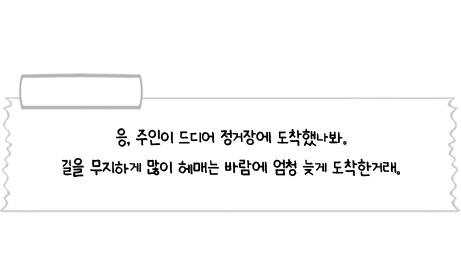 응, 주인이 드디어 정거장에 도착했나봐.
길을 무지하게 많이 헤매는 바람에 엄청 늦게 도착한거래.